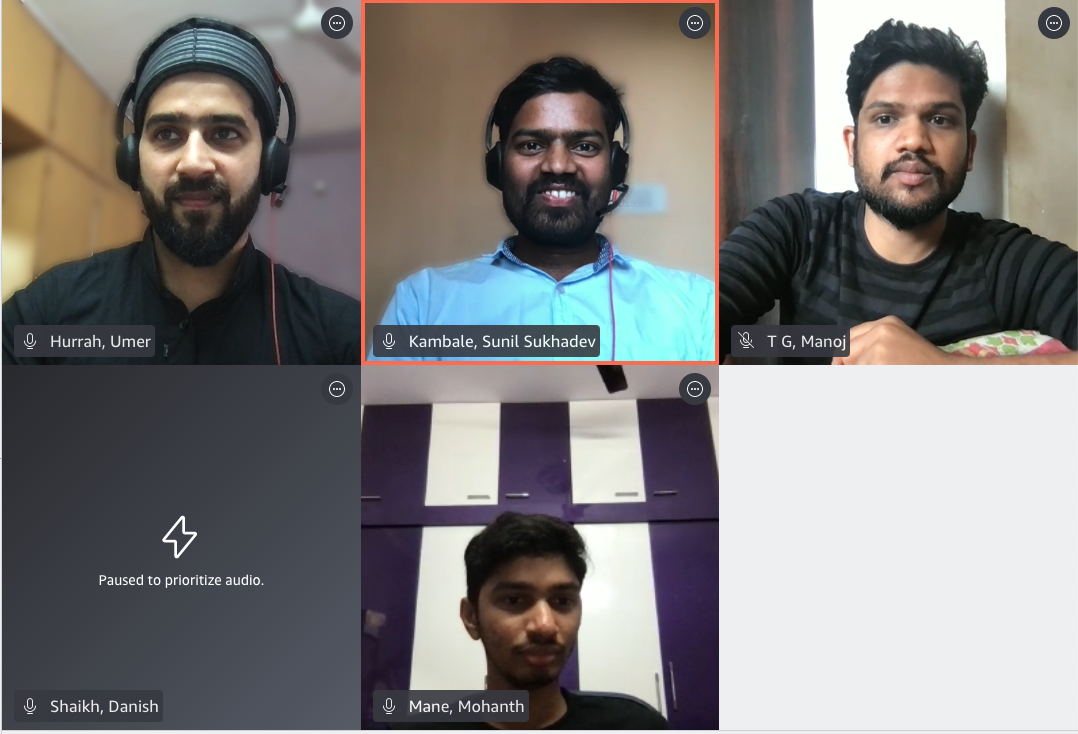 Hurrah, Umer
Kambale, Sunil Sukhadev
T G, Manoj
Paused to prioritize audio.
Shaikh, Danish
Mane, Mohanth